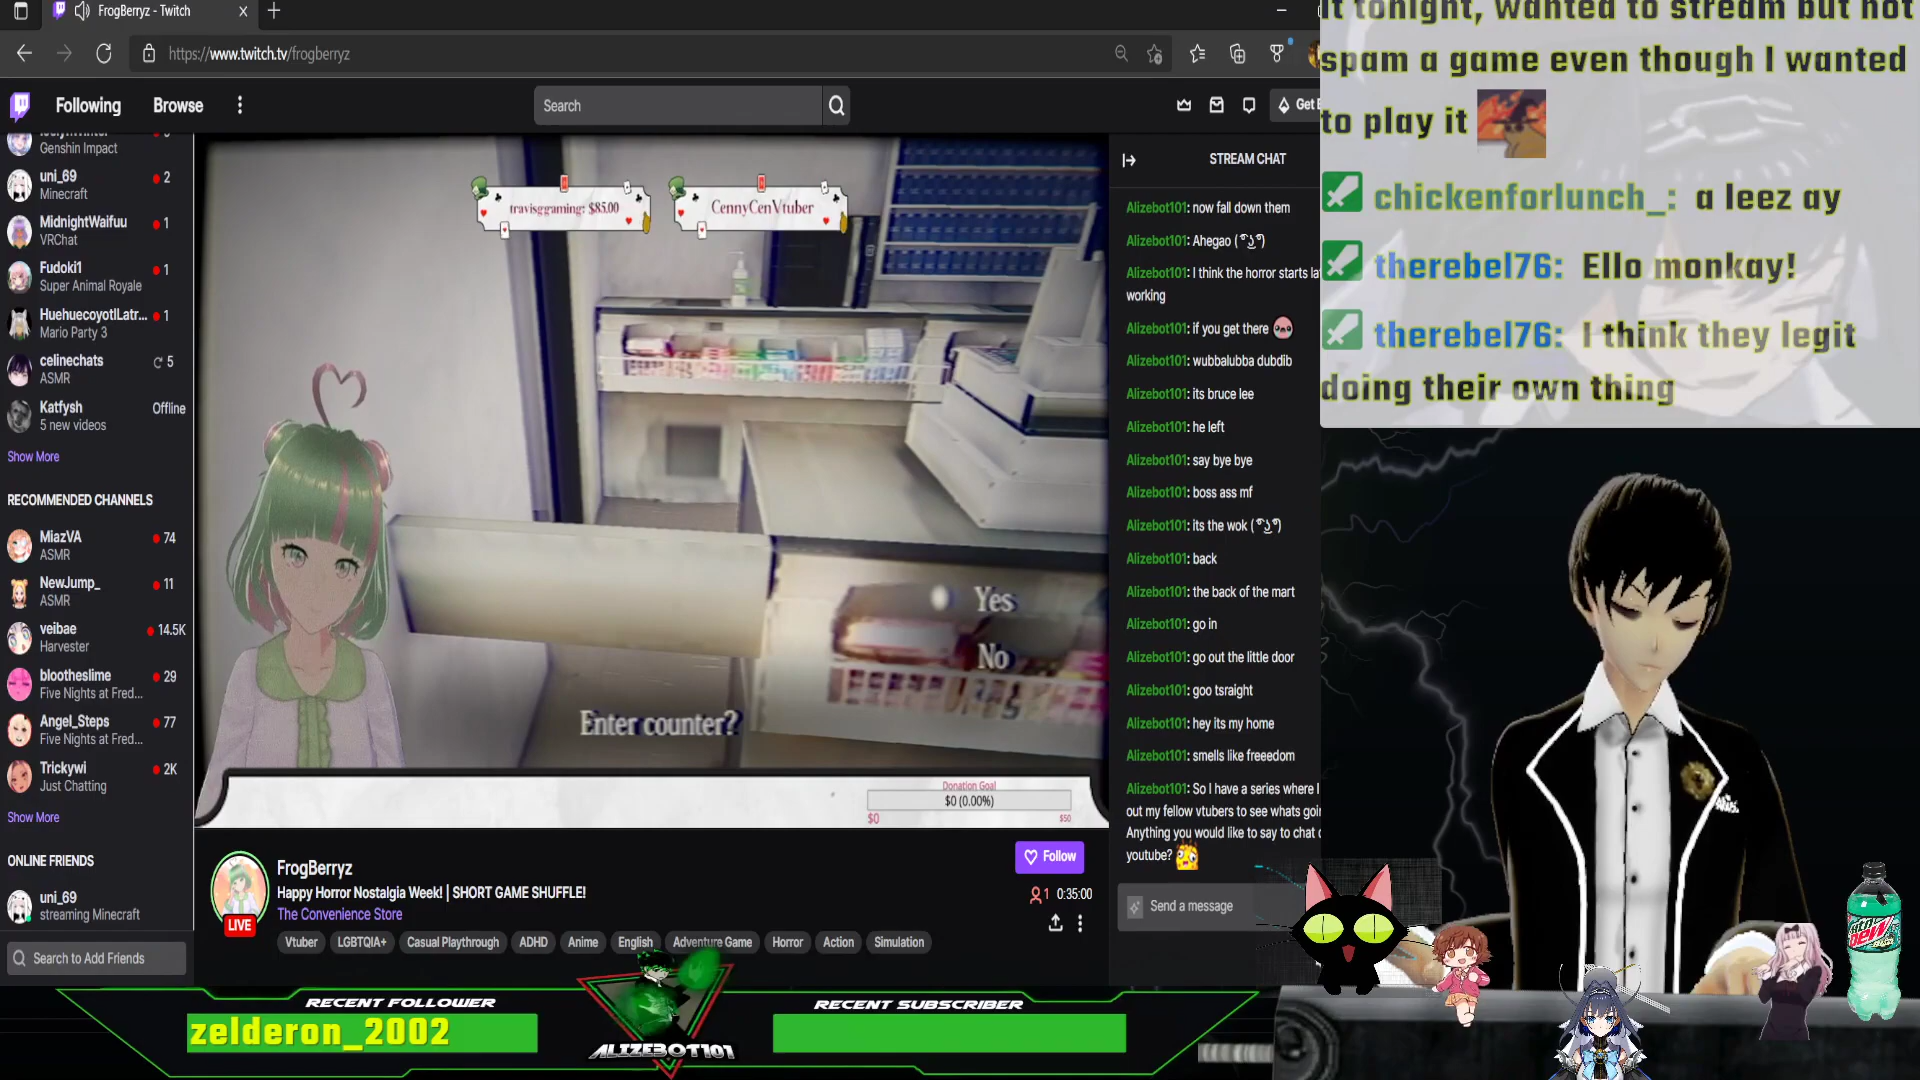 FrogBerryz - Twitch
https://www.twitch.tv/frogberryz
Following
Browse
Search
Genshin Impact
uni_69
2
Minecraft
MidnightWaifuu
1
VRChat
Fudoki1
1
Super Animal Royale
HuehuecoyotlLatr...
1
Mario Party 3
celinechats
5
ASMR
Katfysh
Offline
5 new videos
Show More
RECOMMENDED CHANNELS
MiazVA
74
ASMR
NewJump_
11
ASMR
veibae
14.5K
Harvester
blootheslime
29
Five Nights at Fred...
Angel_Steps
77
Five Nights at Fred...
Trickywi
2K
Just Chatting
Show More
ONLINE FRIENDS
uni_69
streaming Minecraft
Search to Add Friends
travisggaming: $85.00
CennyCenVtuber
Yes
No
Enter counter?
Donation Goal
$0 (0.00%)
$0
$50
FrogBerryz
Follow
Happy Horror Nostalgia Week! | SHORT GAME SHUFFLE!
1
0:35:00
The Convenience Store
LIVE
Vtuber
LGBTQIA+
Casual Playthrough
ADHD
Anime
English
Adventure Game
Horror
Action
Simulation
STREAM CHAT
Alizebot101: now fall down them
Alizebot101: Ahegao ( ͡° ͜ʖ ͡°)
Alizebot101: I think the horror starts la
working
Alizebot101: if you get there
Alizebot101: wubbalubba dubdib
Alizebot101: its bruce lee
Alizebot101: he left
Alizebot101: say bye bye
Alizebot101: boss ass mf
Alizebot101: its the wok ( ͡° ͜ʖ ͡°)
Alizebot101: back
Alizebot101: the back of the mart
Alizebot101: go in
Alizebot101: go out the little door
Alizebot101: goo tsraight
Alizebot101: hey its my home
Alizebot101: smells like freeedom
Alizebot101: So I have a series where I
out my fellow vtubers to see whats goi
Anything you would like to say to chat
youtube?
Send a message
it tonight, wanted to stream but not
spam a game even though I wanted
to play it
chickenforlunch_: a leez ay
therebel76: Ello monkay!
therebel76: I think they legit
doing their own thing
RECENT FOLLOWER
zelderon_2002
ALIZEBOT101
RECENT SUBSCRIBER